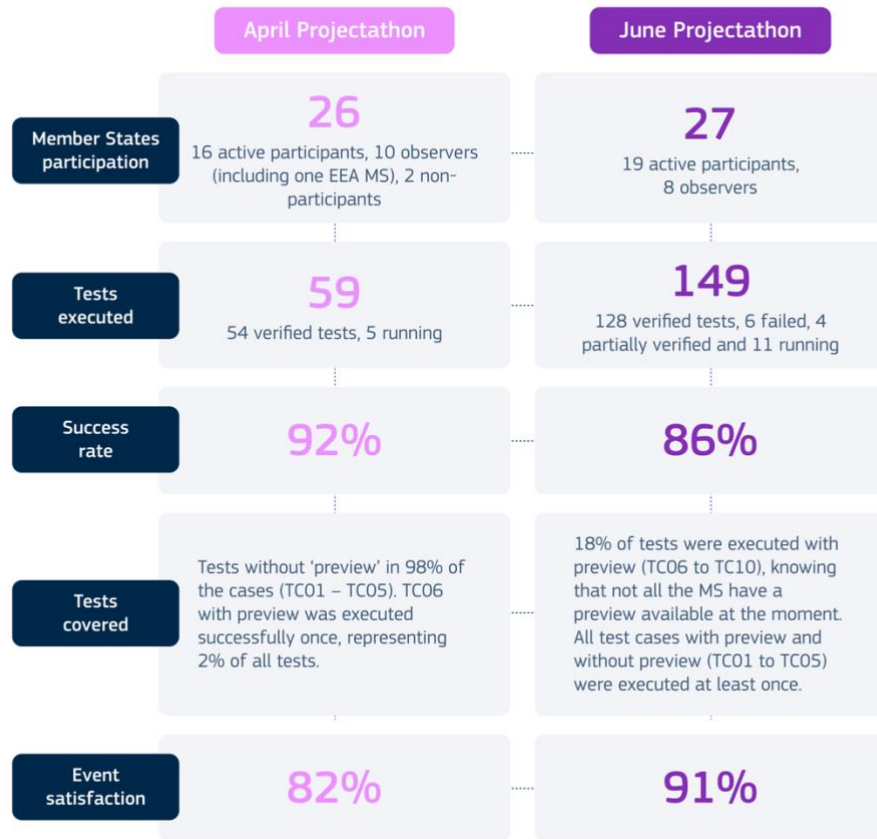 April Projectathon
June Projectathon
Member States
participation
26
16 active participants, 10 observers
(including one EEA MS), 2 non-
participants
27
19 active participants,
8 observers
Tests
executed
59
54 verified tests, 5 running
149
128 verified tests, 6 failed, 4
partially verified and 11 running
Success
rate
92%
86%
Tests
covered
Tests without ‘preview’ in 98% of
the cases (TC01 – TC05). TC06
with preview was executed
successfully once, representing
2% of all tests.
18% of tests were executed with
preview (TC06 to TC10), knowing
that not all the MS have a
preview available at the moment.
All test cases with preview and
without preview (TC01 to TC05)
were executed at least once.
Event
satisfaction
82%
91%